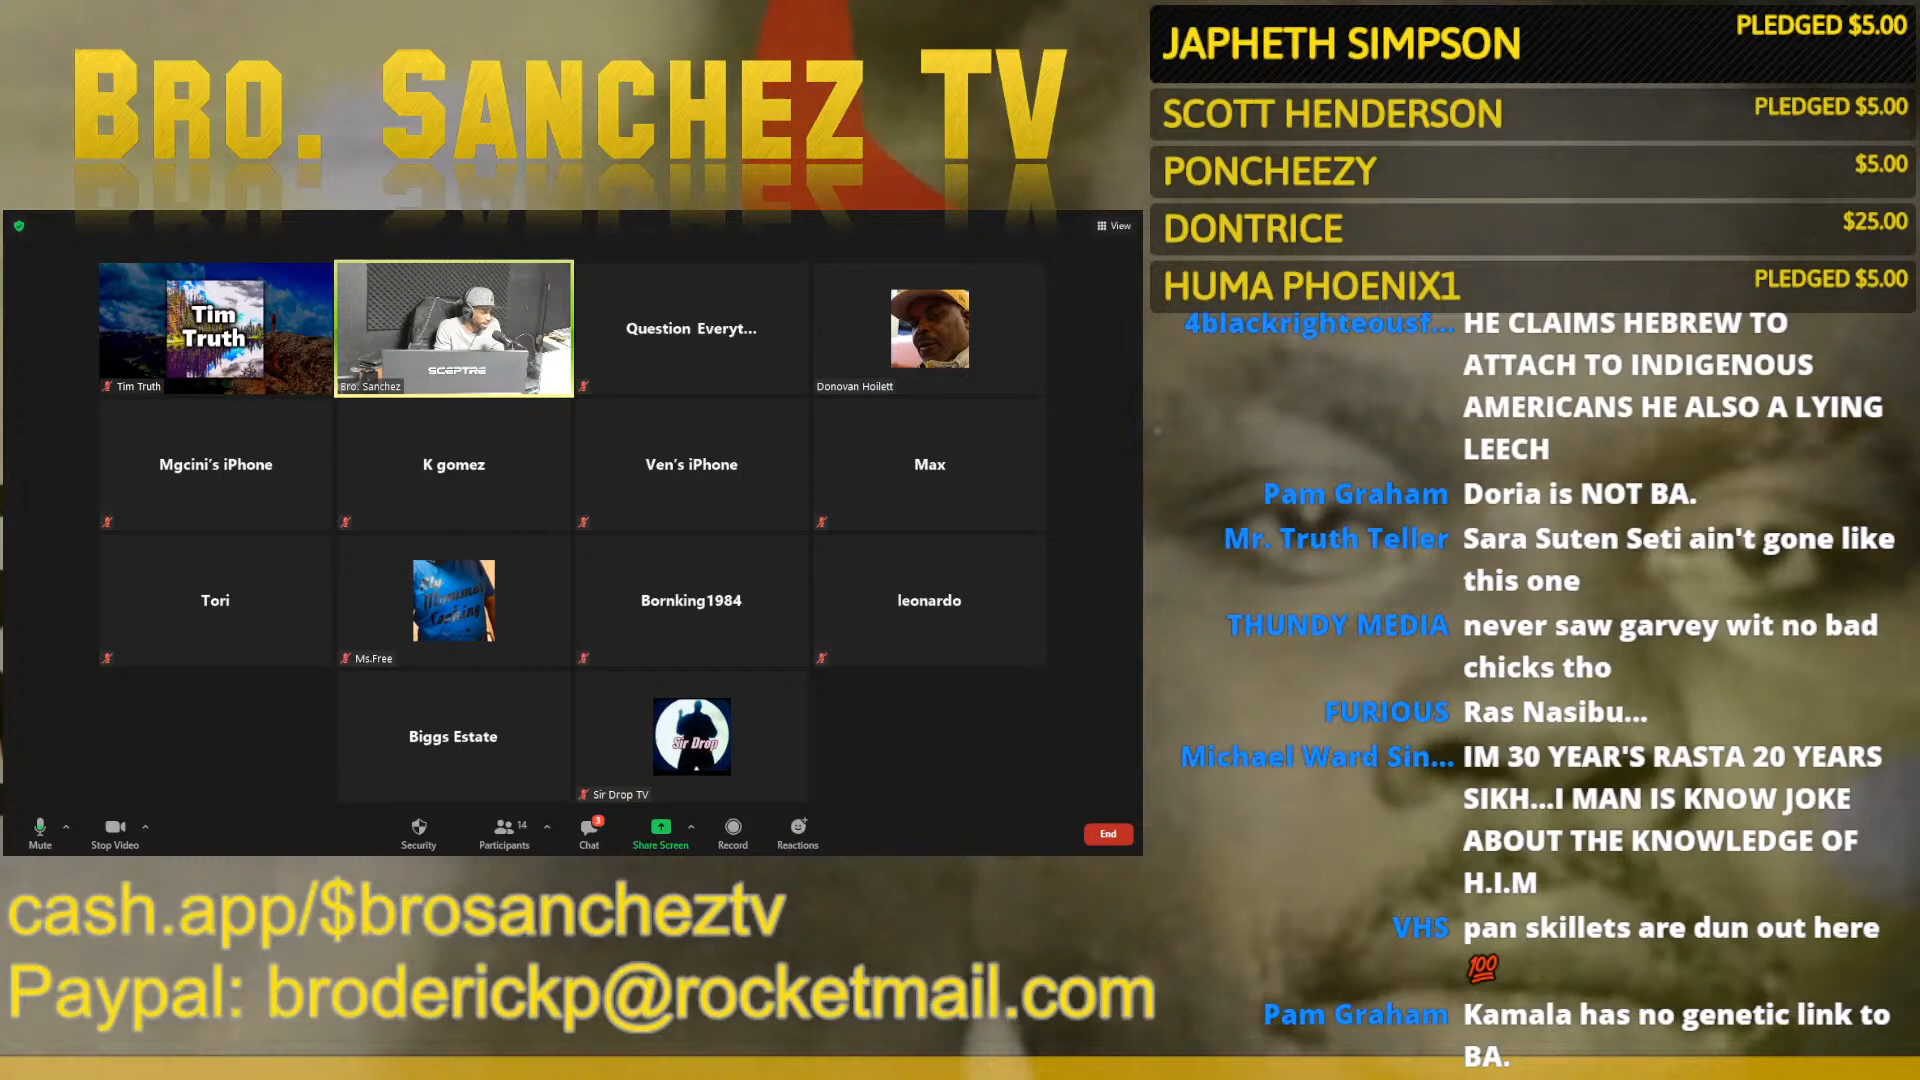 BRO. SANCHEZ TV
JAPHETH SIMPSON PLEDGED $5.00
SCOTT HENDERSON PLEDGED $5.00
PONCHEEZY $5.00
DONTRICE $25.00
HUMA PHOENIX1 PLEDGED $5.00
View
Tim
Truth
Tim Truth
SCEPTRE
Bro. Sanchez
Question Everyt...
Donovan Hoilett
Mgcini's iPhone
K gomez
Ven's iPhone
Max
Tori
My
Mommas
Cooking
Ms.Free
Bornking1984
leonardo
Biggs Estate
Sir Drop
Sir Drop TV
Mute
Stop Video
Security
14
Participants
3
Chat
Share Screen
Record
Reactions
End
4blackrighteousf... HE CLAIMS HEBREW TO
ATTACH TO INDIGENOUS
AMERICANS HE ALSO A LYING
LEECH
Pam Graham Doria is NOT BA.
Mr. Truth Teller Sara Suten Seti ain't gone like
this one
THUNDY MEDIA never saw garvey wit no bad
chicks tho
FURIOUS Ras Nasibu...
Michael Ward Sin... IM 30 YEAR'S RASTA 20 YEARS
SIKH...I MAN IS KNOW JOKE
ABOUT THE KNOWLEDGE OF
H.I.M
VHS pan skillets are dun out here
💯
Pam Graham Kamala has no genetic link to
BA.
cash.app/$brosancheztv
Paypal: broderickp@rocketmail.com